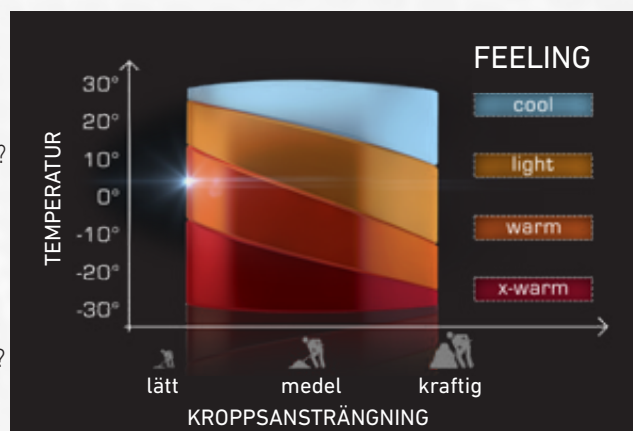 FEELING
cool
light
warm
x-warm
TEMPERATUR
30°
20°
10°
0°
-10°
-20°
-30°
lätt
medel
kraftig
KROPPSANSTRÄNGNING
?
?